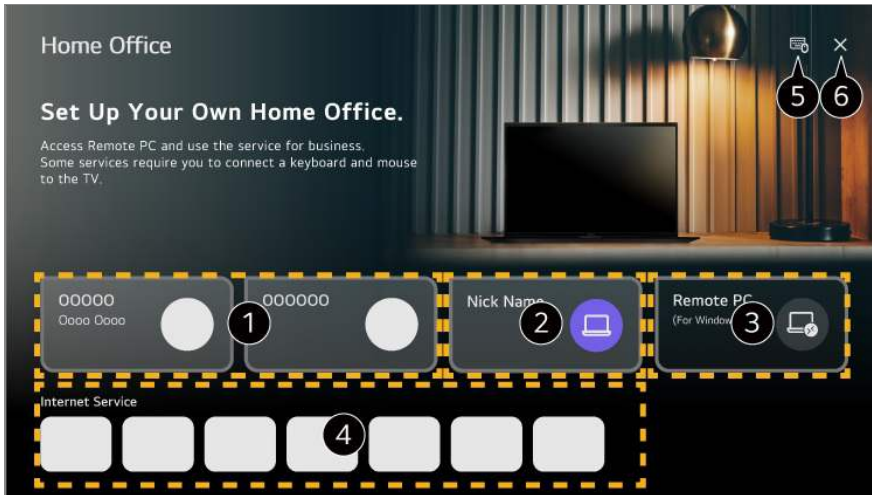 Home Office
5
6
Set Up Your Own Home Office.
Access Remote PC and use the service for business.
Some services require you to connect a keyboard and mouse
to the TV.
OOOOO
Oooo Oooo
1
OOOOOO
Nick Name
2
Remote PC
(For Window
3
Internet Service
4